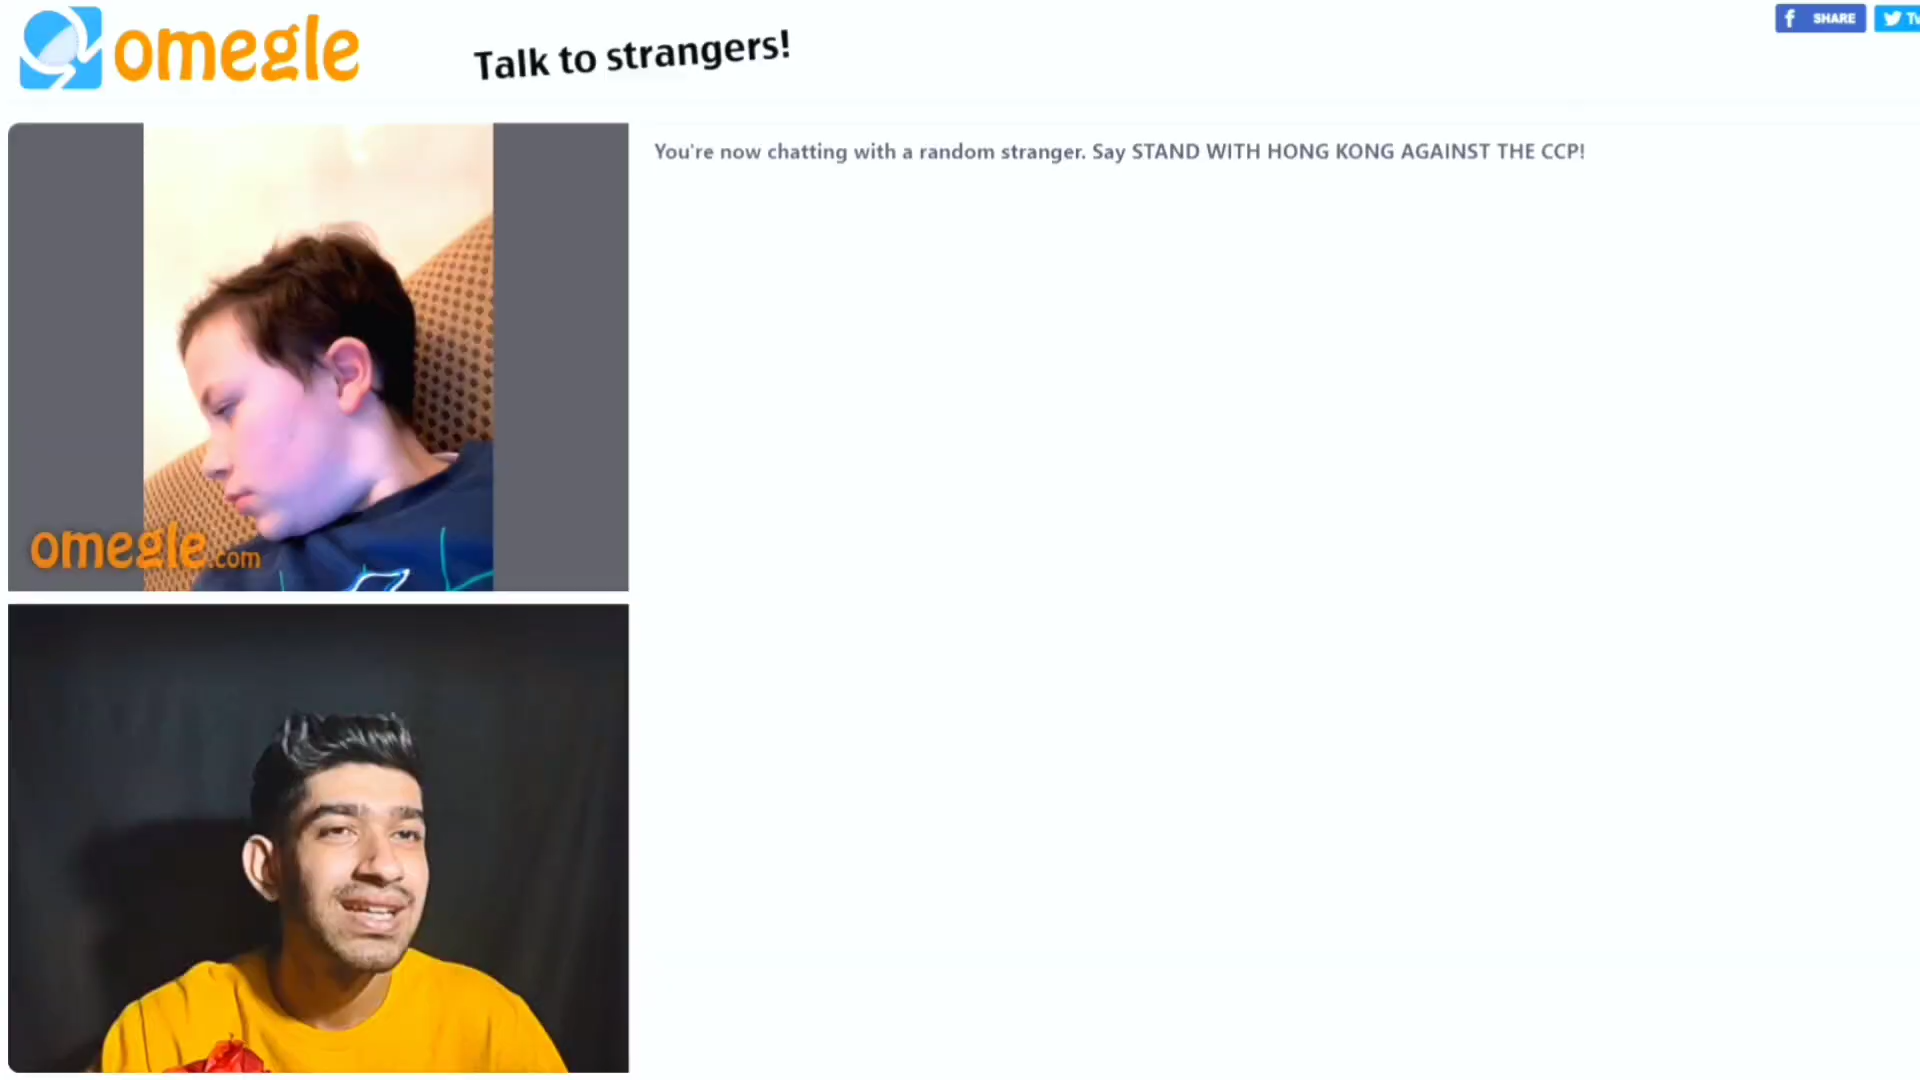 omegle
Talk to strangers!
SHARE
You're now chatting with a random stranger. Say STAND WITH HONG KONG AGAINST THE CCP!
omegle.com